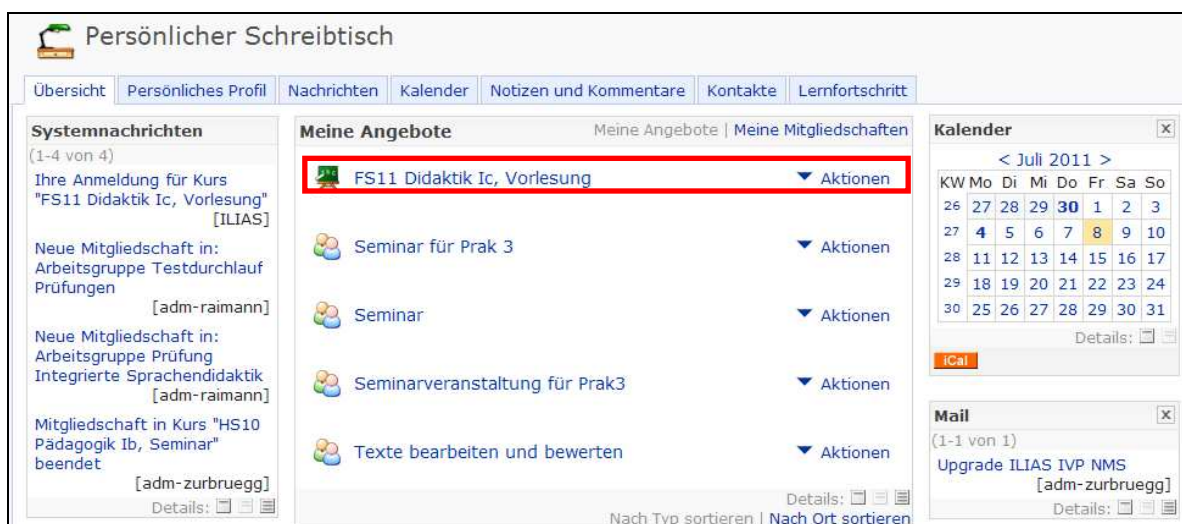 Persönlicher Schreibtisch
Übersicht Persönliches Profil Nachrichten Kalender Notizen und Kommentare Kontakte Lernfortschritt
Systemnachrichten
(1-4 von 4)
Ihre Anmeldung für Kurs
"FS11 Didaktik Ic, Vorlesung"
[ILIAS]
Neue Mitgliedschaft in:
Arbeitsgruppe Testdurchlauf
Prüfungen
[adm-raimann]
Neue Mitgliedschaft in:
Arbeitsgruppe Prüfung
Integrierte Sprachendidaktik
[adm-raimann]
Mitgliedschaft in Kurs "HS10
Pädagogik Ib, Seminar"
beendet
[adm-zurbruegg]
Details:
Meine Angebote Meine Angebote | Meine Mitgliedschaften
FS11 Didaktik Ic, Vorlesung Aktionen
Seminar für Prak 3 Aktionen
Seminar Aktionen
Seminarveranstaltung für Prak3 Aktionen
Texte bearbeiten und bewerten Aktionen
Details:
Nach Typ sortieren | Nach Ort sortieren
Kalender X
< Juli 2011 >
KW Mo Di Mi Do Fr Sa So
26 27 28 29 30 1 2 3
27 4 5 6 7 8 9 10
28 11 12 13 14 15 16 17
29 18 19 20 21 22 23 24
30 25 26 27 28 29 30 31
Details:
iCal
Mail X
(1-1 von 1)
Upgrade ILIAS IVP NMS
[adm-zurbruegg]
Details: